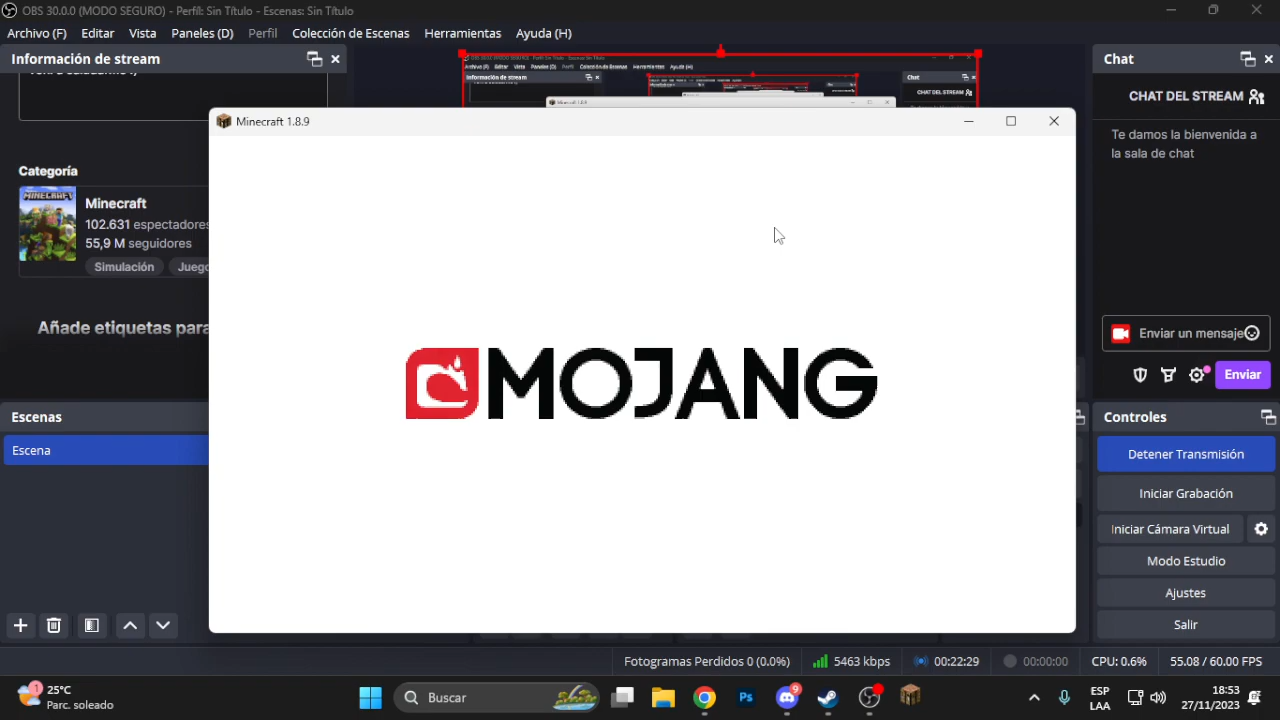 OBS 30.0.0 (MODO SEGURO) - Perfil: Sin Título - Escenas: Sin Título
Archivo (F) Editar Vista Paneles (D) Perfil Colección de Escenas Herramientas Ayuda (H)
Información de stream
Chat
CHAT DEL STREAM
Te damos la bienvenida a
la sala de chat
Categoría
MINECRAFT
Minecraft
102.631 espectadores
55,9 M seguidores
Simulación
Añade etiquetas para
Minecraft 1.8.9
MOJANG
Enviar un mensaje
Enviar
Escenas
Escena
Controles
Detener Transmisión
Iniciar Grabación
Iniciar Cámara Virtual
Modo Estudio
Ajustes
Salir
Fotogramas Perdidos 0 (0.0%) 5463 kbps 00:22:29 00:00:00 CPU: 0.6% 55.08 / 60.00 FPS
1
25°C
Parc. soleado
Buscar
Ps
9
ESP
LAA
18:53
27/11/2023